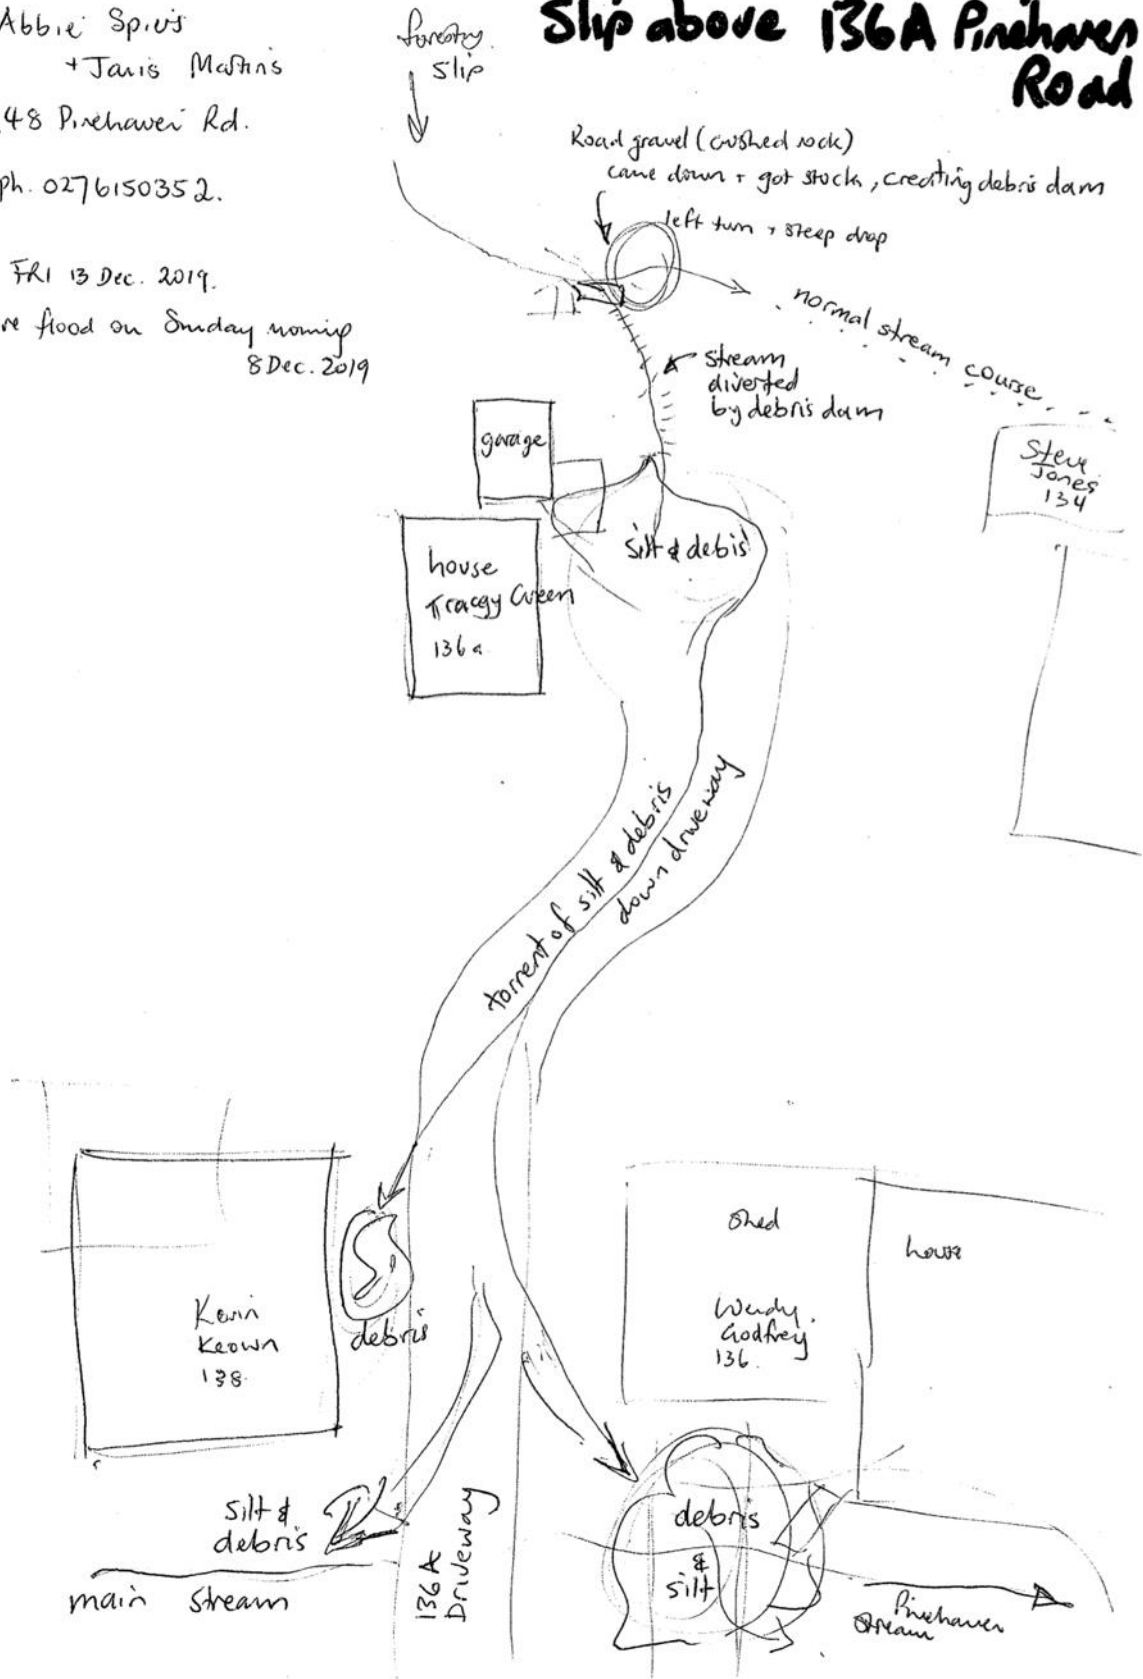 Abbie Spiers
+ Janis Martins
48 Pinehaven Rd.
ph. 0276150352.
FRI 13 Dec. 2019.
re flood on Sunday morning
8 Dec. 2019
forestry
slip
Slip above 136A Pinehaven
Road
Road gravel (crushed rock)
came down + got stuck, creating debris dam
left turn + steep drop
normal stream course
stream
diverted
by debris dam
garage
Steve
Jones
134
silt & debris
house
Tracey Green
136a
torrent of silt & debris
down driveway
Kevin
Keown
138
debris
Shed
Wendy
Godfrey
136
house
silt &
debris
main stream
136A
Driveway
debris
&
silt
Pinehaven
Stream